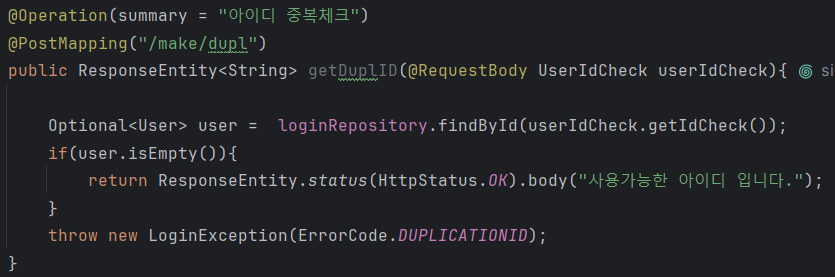 @Operation(summary = "아이디 중복체크")
@PostMapping("/make/dupl")
public ResponseEntity<String> getDuplID(@RequestBody UserIdCheck userIdCheck){ si
Optional<User> user =  loginRepository.findById(userIdCheck.getIdCheck());
if(user.isEmpty()){
return ResponseEntity.status(HttpStatus.OK).body("사용가능한 아이디 입니다.");
}
throw new LoginException(ErrorCode.DUPLICATIONID);
}